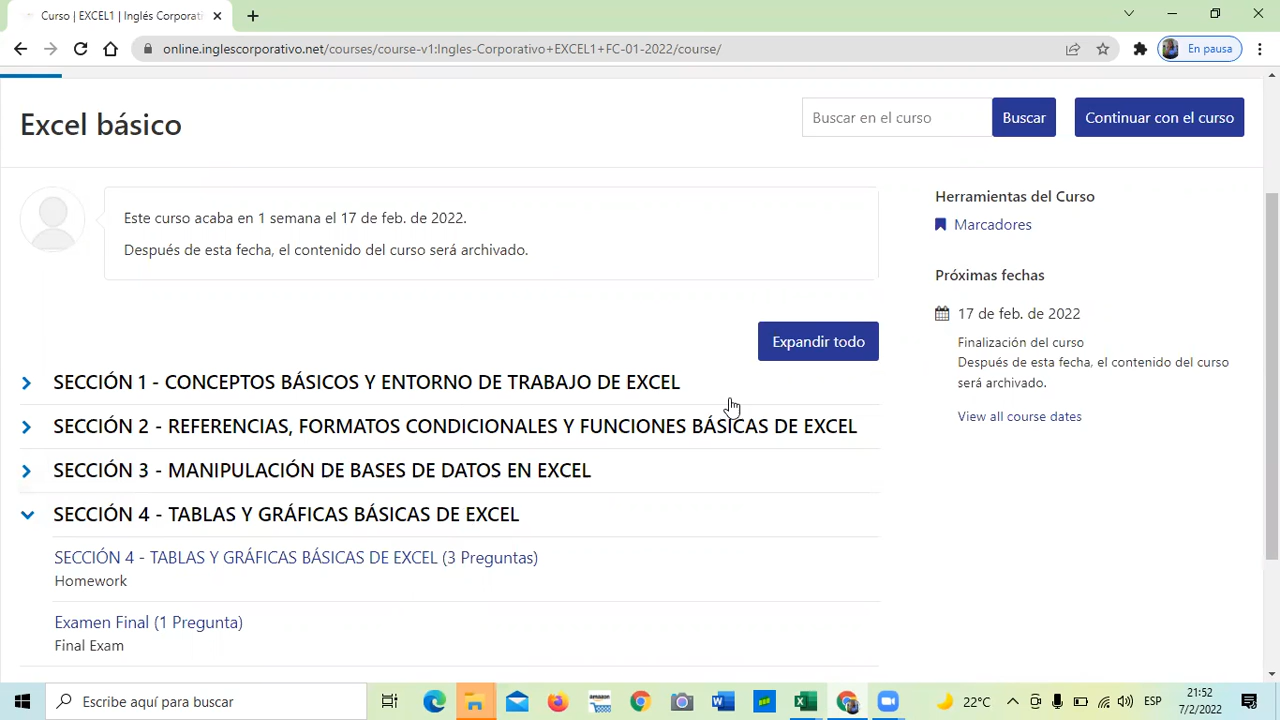 Curso | EXCEL1 | Inglés Corporati
online.inglescorporativo.net/courses/course-v1:Ingles-Corporativo+EXCEL1+FC-01-2022/course/
En pausa
Excel básico
Buscar en el curso
Buscar
Continuar con el curso
Este curso acaba en 1 semana el 17 de feb. de 2022.
Después de esta fecha, el contenido del curso será archivado.
Herramientas del Curso
Marcadores
Próximas fechas
17 de feb. de 2022
Finalización del curso
Después de esta fecha, el contenido del curso
será archivado.
View all course dates
Expandir todo
SECCIÓN 1 - CONCEPTOS BÁSICOS Y ENTORNO DE TRABAJO DE EXCEL
SECCIÓN 2 - REFERENCIAS, FORMATOS CONDICIONALES Y FUNCIONES BÁSICAS DE EXCEL
SECCIÓN 3 - MANIPULACIÓN DE BASES DE DATOS EN EXCEL
SECCIÓN 4 - TABLAS Y GRÁFICAS BÁSICAS DE EXCEL
SECCIÓN 4 - TABLAS Y GRÁFICAS BÁSICAS DE EXCEL (3 Preguntas)
Homework
Examen Final (1 Pregunta)
Final Exam
Escribe aquí para buscar
22°C
ESP
21:52
7/2/2022